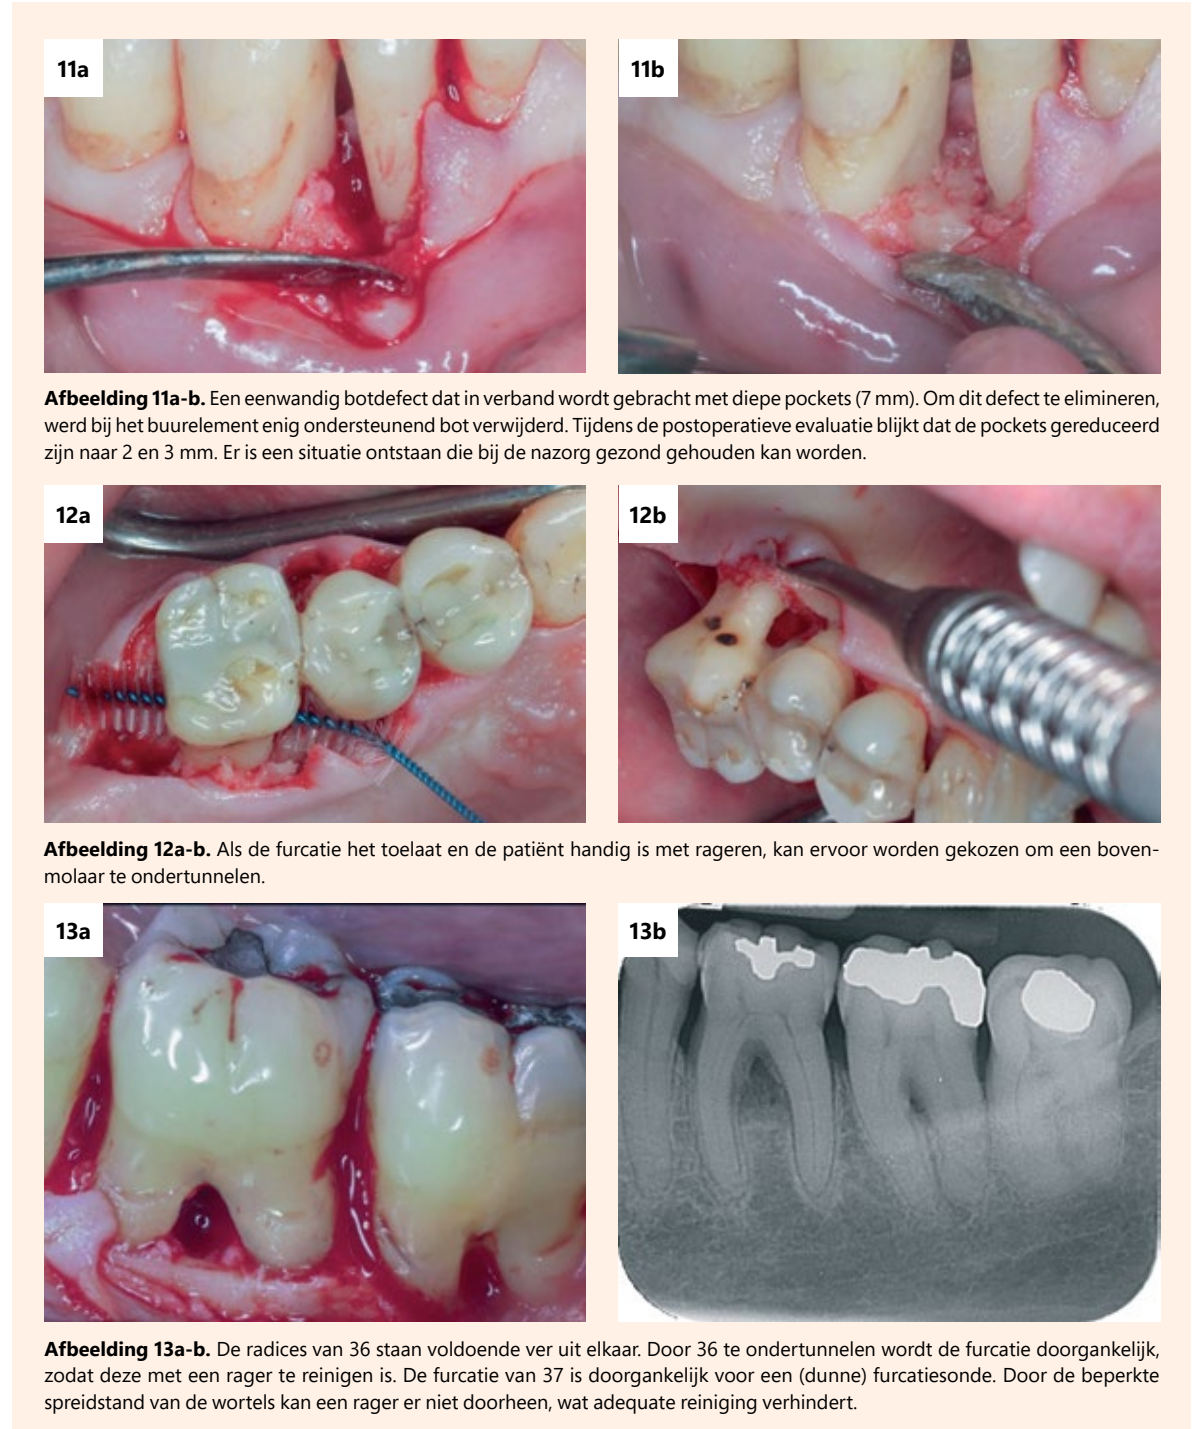 11a
11b
Afbeelding 11a-b. Een eenwandig botdefect dat in verband wordt gebracht met diepe pockets (7 mm). Om dit defect te elimineren,
werd bij het buurelement enig ondersteunend bot verwijderd. Tijdens de postoperatieve evaluatie blijkt dat de pockets gereduceerd
zijn naar 2 en 3 mm. Er is een situatie ontstaan die bij de nazorg gezond gehouden kan worden.
12a
12b
Afbeelding 12a-b. Als de furcatie het toelaat en de patiënt handig is met rageren, kan ervoor worden gekozen om een boven-
molaar te ondertunnelen.
13a
13b
Afbeelding 13a-b. De radices van 36 staan voldoende ver uit elkaar. Door 36 te ondertunnelen wordt de furcatie doorgankelijk,
zodat deze met een rager te reinigen is. De furcatie van 37 is doorgankelijk voor een (dunne) furcatiesonde. Door de beperkte
spreidstand van de wortels kan een rager er niet doorheen, wat adequate reiniging verhindert.